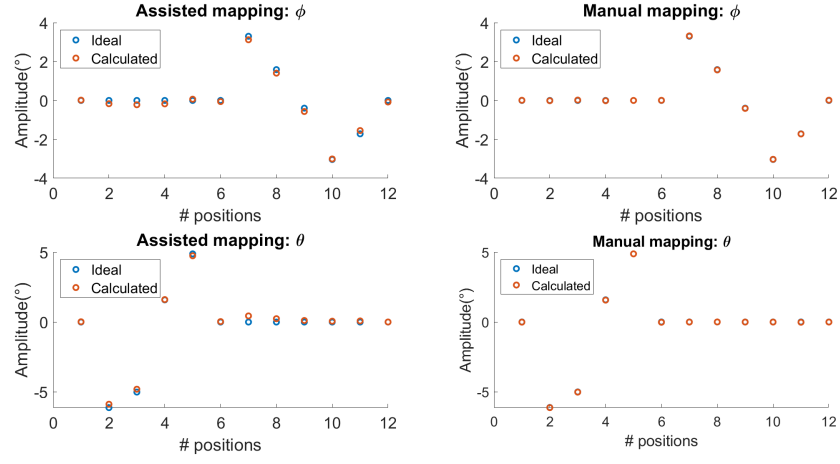 Assisted mapping: ϕ
Ideal
Calculated
Amplitude(°)
4
2
0
-2
-4
0 2 4 6 8 10 12
# positions
Manual mapping: ϕ
Ideal
Calculated
Amplitude(°)
4
2
0
-2
-4
0 2 4 6 8 10 12
# positions
Assisted mapping: θ
Ideal
Calculated
Amplitude(°)
5
0
-5
0 2 4 6 8 10 12
# positions
Manual mapping: θ
Ideal
Calculated
Amplitude(°)
5
0
-5
0 2 4 6 8 10 12
# positions